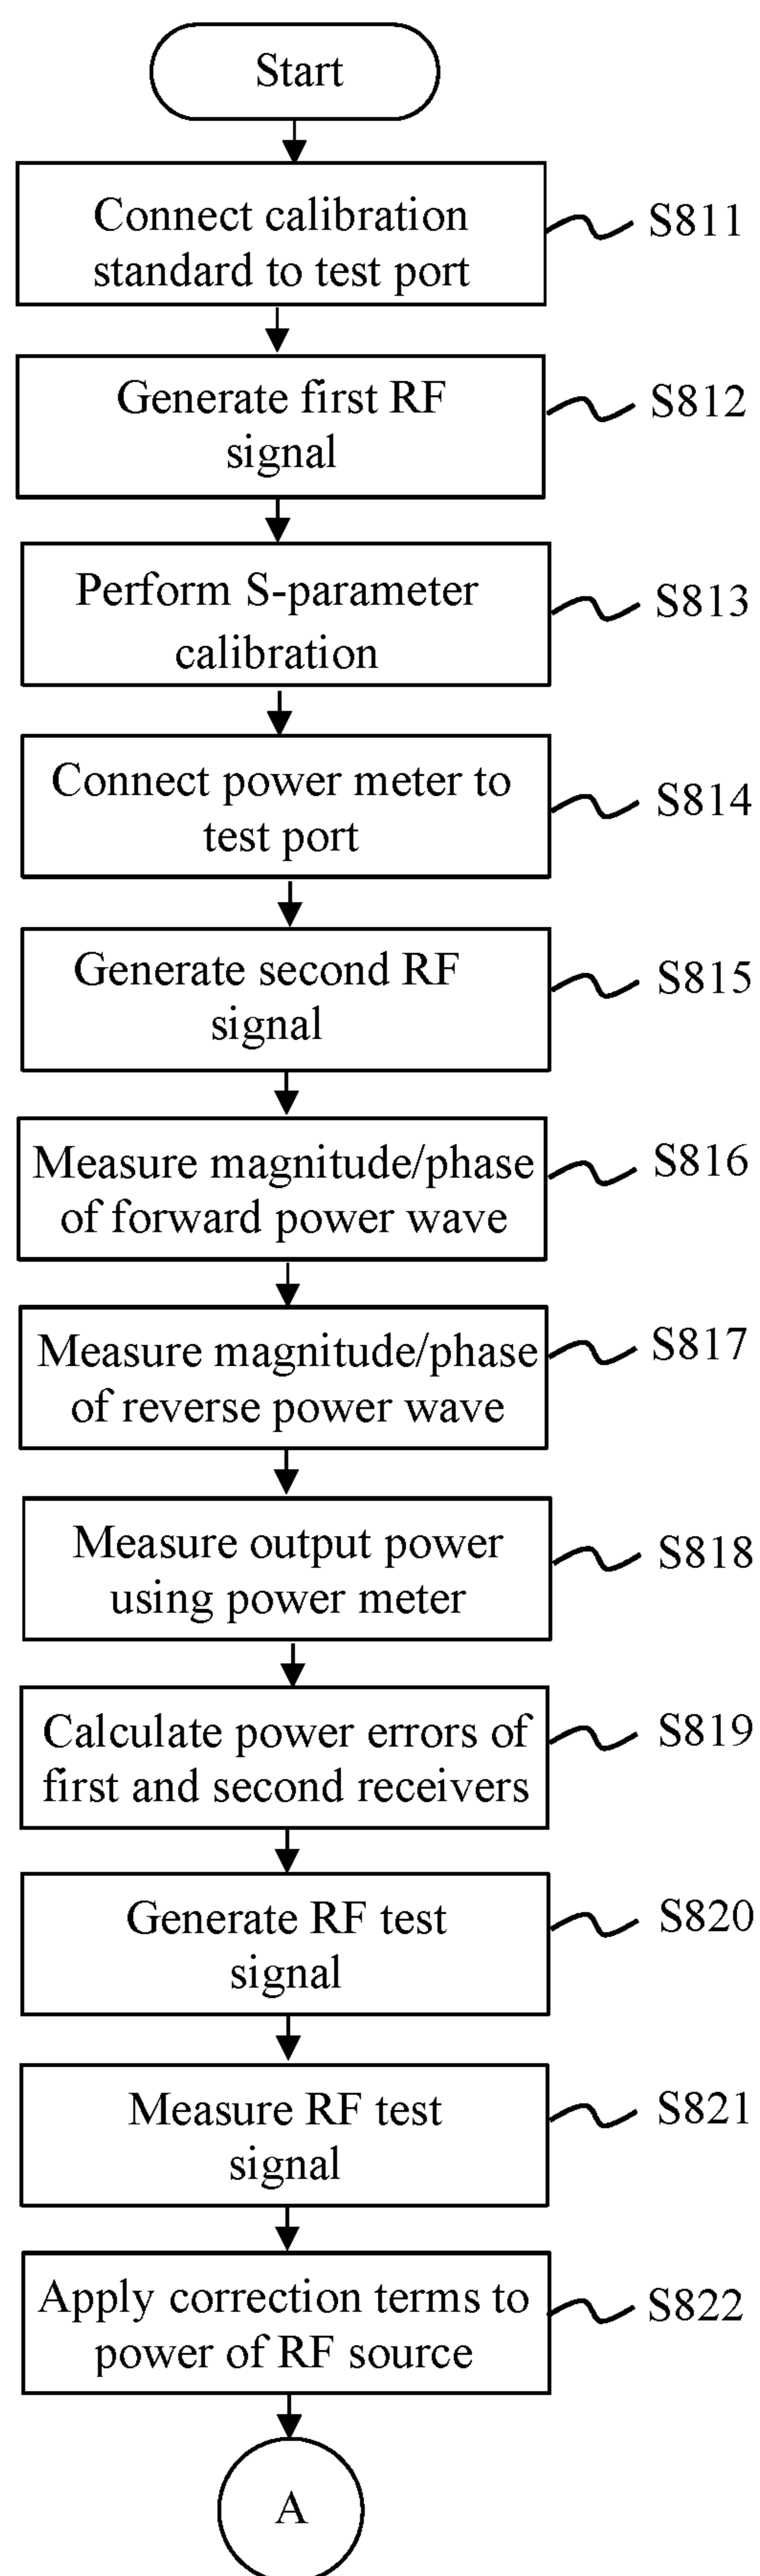 Start
Connect calibration
standard to test port
S811
Generate first RF
signal
S812
Perform S-parameter
calibration
S813
Connect power meter to
test port
S814
Generate second RF
signal
S815
Measure magnitude/phase
of forward power wave
S816
Measure magnitude/phase
of reverse power wave
S817
Measure output power
using power meter
S818
Calculate power errors of
first and second receivers
S819
Generate RF test
signal
S820
Measure RF test
signal
S821
Apply correction terms to
power of RF source
S822
A